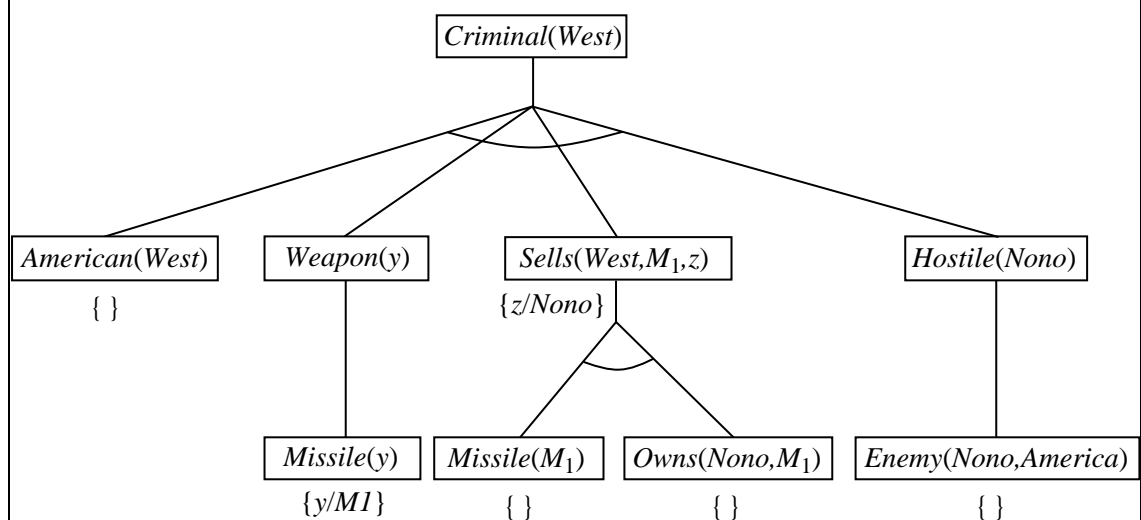 Criminal(West)
American(West) Weapon(y) Sells(West,M1,z) Hostile(Nono)
{ } {z/Nono}
Missile(y) Missile(M1) Owns(Nono,M1) Enemy(Nono,America)
{y/M1} { } { } { }